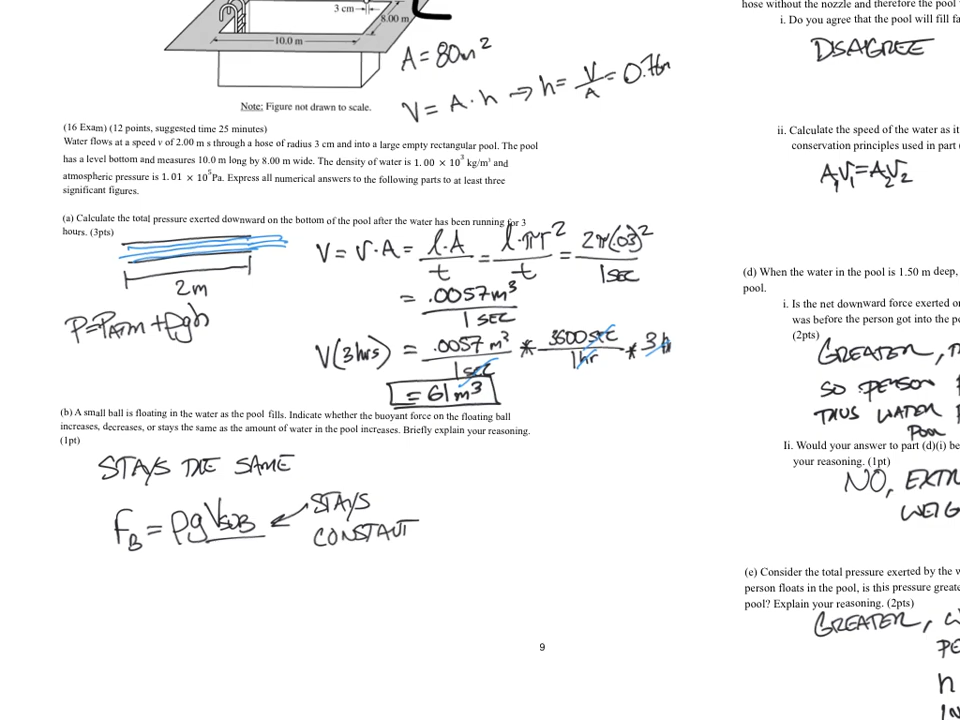 3 cm
8.00 m
10.0 m
A = 80m²
V = A · h ⇒ h = V/A = 0.76m
Note: Figure not drawn to scale.
(16 Exam) (12 points, suggested time 25 minutes)
Water flows at a speed v of 2.00 m s through a hose of radius 3 cm and into a large empty rectangular pool. The pool
has a level bottom and measures 10.0 m long by 8.00 m wide. The density of water is 1.00 × 10³ kg/m³ and
atmospheric pressure is 1.01 × 10⁵Pa. Express all numerical answers to the following parts to at least three
significant figures.
(a) Calculate the total pressure exerted downward on the bottom of the pool after the water has been running for 3
hours. (3pts)
2m
P=PATM + ρgh
V = v · A = l·A/t = l·πr²/t = 2π(.03)²/1SEC
= .0057m³/1 SEC
V(3hrs) = .0057 m³/1sec * 3600sec/1hr * 3h
= 61m³
(b) A small ball is floating in the water as the pool fills. Indicate whether the buoyant force on the floating ball
increases, decreases, or stays the same as the amount of water in the pool increases. Briefly explain your reasoning.
(1pt)
STAYS THE SAME
FB = ρgVSUB STAYS
CONSTANT
9
hose without the nozzle and therefore the pool
i. Do you agree that the pool will fill fa
DISAGREE
ii. Calculate the speed of the water as it
conservation principles used in part
A₁V₁=A₂V₂
(d) When the water in the pool is 1.50 m deep,
pool.
i. Is the net downward force exerted o
was before the person got into the po
(2pts)
GREATER,
SO PERSON
THUS WATER
POOL
Ii. Would your answer to part (d)(i) be
your reasoning. (1pt)
NO, EXTR
WEIG
(e) Consider the total pressure exerted by the w
person floats in the pool, is this pressure greate
pool? Explain your reasoning. (2pts)
GREATER, W
PE
h
IN